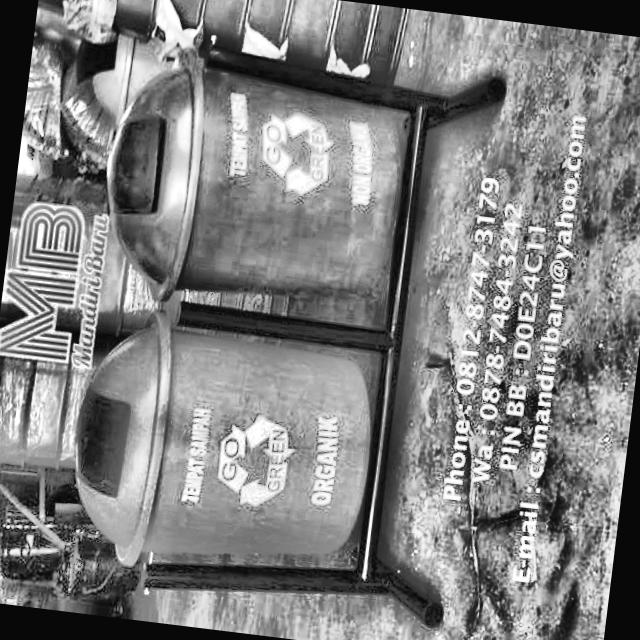 MB
Mandiri Baru
TEMPAT SAMPAH
GO
GREEN
ORGANIK
TEMPAT SAMPAH
GO
GREEN
NON ORGANIK
Phone : 0812 8747 3179
Wa : 0878 7484 3242
PIN BB : D0E24C11
E-mail : csmandiribaru@yahoo.com